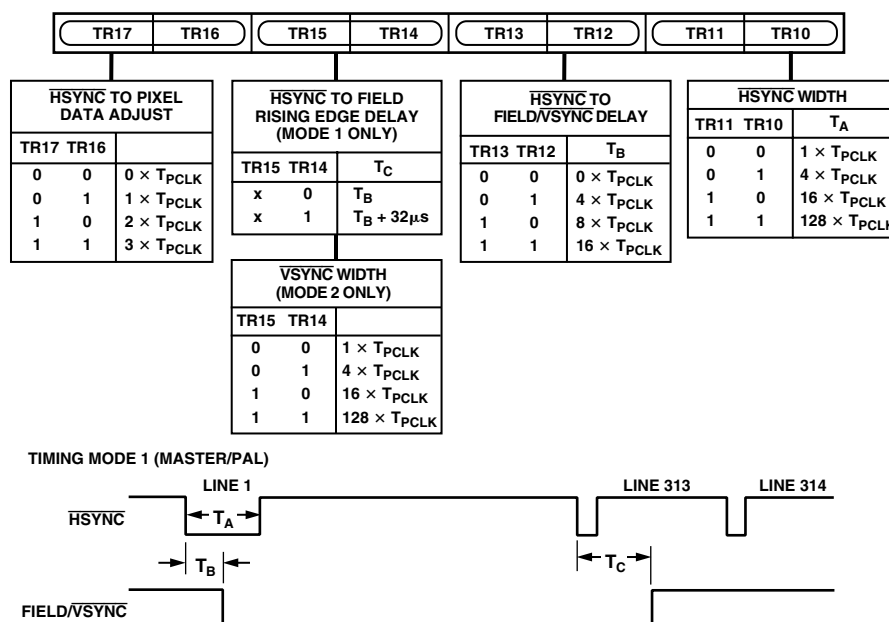 TR17 TR16 TR15 TR14 TR13 TR12 TR11 TR10
HSYNC TO PIXEL
DATA ADJUST
TR17 TR16
0 0 0 × TPCLK
0 1 1 × TPCLK
1 0 2 × TPCLK
1 1 3 × TPCLK
HSYNC TO FIELD
RISING EDGE DELAY
(MODE 1 ONLY)
TR15 TR14 TC
x 0 TB
x 1 TB + 32µs
VSYNC WIDTH
(MODE 2 ONLY)
TR15 TR14
0 0 1 × TPCLK
0 1 4 × TPCLK
1 0 16 × TPCLK
1 1 128 × TPCLK
HSYNC TO
FIELD/VSYNC DELAY
TR13 TR12 TB
0 0 0 × TPCLK
0 1 4 × TPCLK
1 0 8 × TPCLK
1 1 16 × TPCLK
HSYNC WIDTH
TR11 TR10 TA
0 0 1 × TPCLK
0 1 4 × TPCLK
1 0 16 × TPCLK
1 1 128 × TPCLK
TIMING MODE 1 (MASTER/PAL)
LINE 1 LINE 313 LINE 314
HSYNC TA
TB TC
FIELD/VSYNC